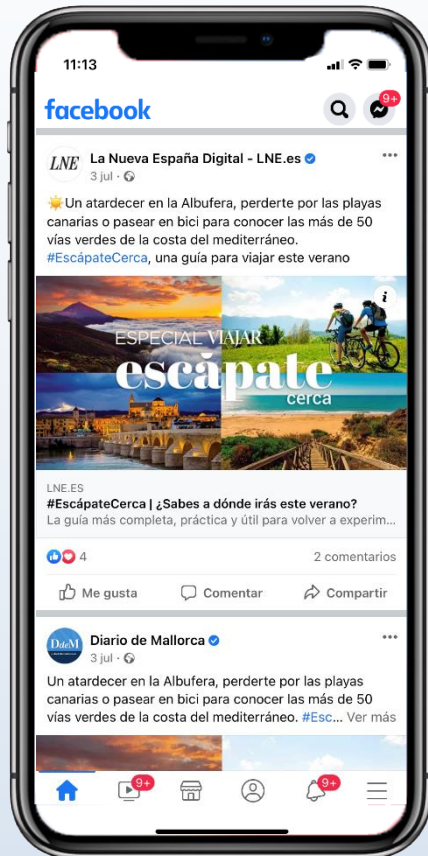 11:13
facebook
9+
LNE
La Nueva España Digital - LNE.es
3 jul ·
Un atardecer en la Albufera, perderte por las playas
canarias o pasear en bici para conocer las más de 50
vías verdes de la costa del mediterráneo.
#EscápateCerca, una guía para viajar este verano
i
ESPECIAL VIAJAR
escápate
cerca
LNE.ES
#EscápateCerca | ¿Sabes a dónde irás este verano?
La guía más completa, práctica y útil para volver a experim...
4
2 comentarios
Me gusta
Comentar
Compartir
DdeM
Diario de Mallorca
3 jul ·
Un atardecer en la Albufera, perderte por las playas
canarias o pasear en bici para conocer las más de 50
vías verdes de la costa del mediterráneo. #Esc... Ver más
9+
9+